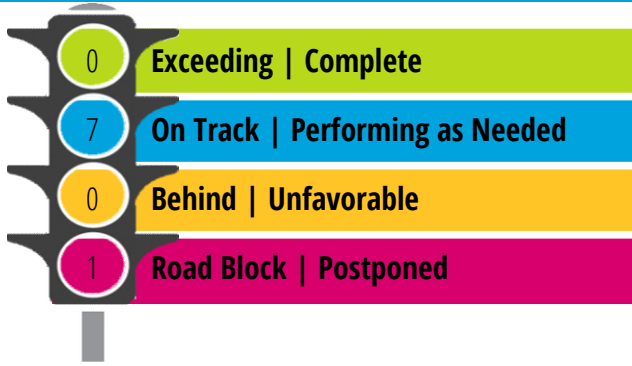 0 Exceeding | Complete
7 On Track | Performing as Needed
0 Behind | Unfavorable
1 Road Block | Postponed